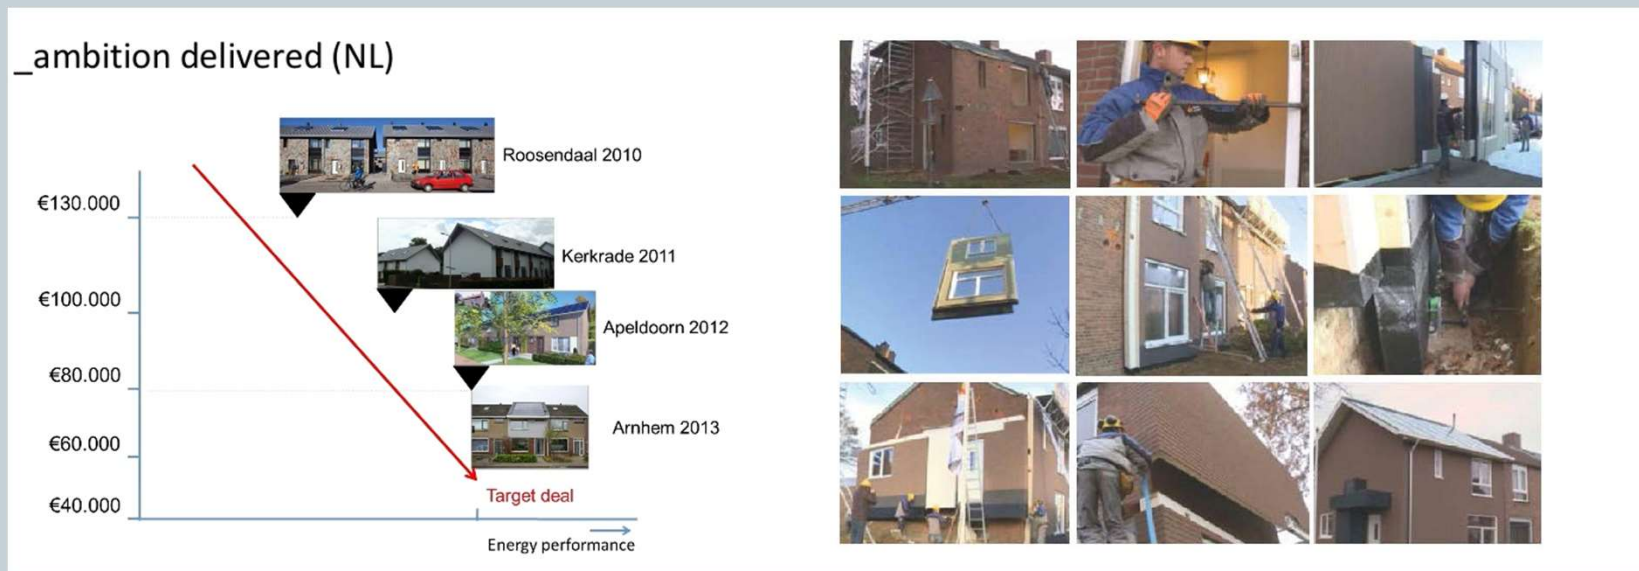 _ambition delivered (NL)
Roosendaal 2010
€130.000
Kerkrade 2011
€100.000
Apeldoorn 2012
€80.000
Arnhem 2013
€60.000
Target deal
€40.000
Energy performance